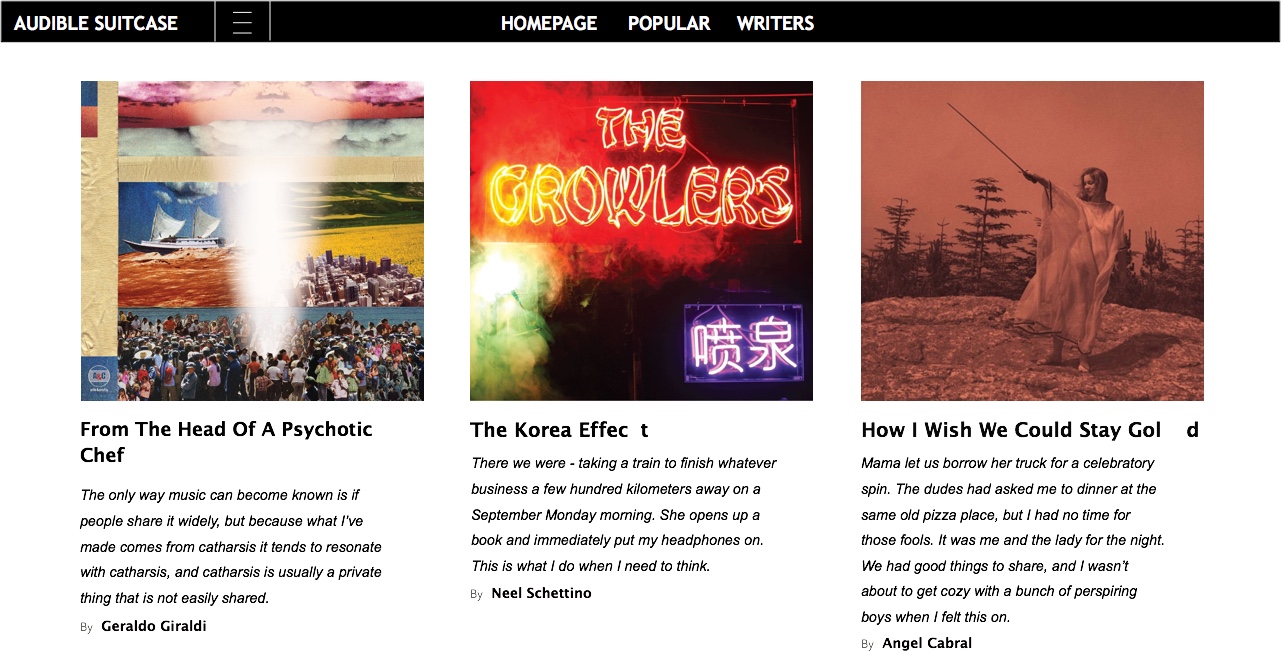 AUDIBLE SUITCASE
HOMEPAGE POPULAR WRITERS
THE
GROWLERS
喷泉
From The Head Of A Psychotic
Chef
The only way music can become known is if
people share it widely, but because what I've
made comes from catharsis it tends to resonate
with catharsis, and catharsis is usually a private
thing that is not easily shared.
By Geraldo Giraldi
The Korea Effec t
There we were - taking a train to finish whatever
business a few hundred kilometers away on a
September Monday morning. She opens up a
book and immediately put my headphones on.
This is what I do when I need to think.
By Neel Schettino
How I Wish We Could Stay Gol d
Mama let us borrow her truck for a celebratory
spin. The dudes had asked me to dinner at the
same old pizza place, but I had no time for
those fools. It was me and the lady for the night.
We had good things to share, and I wasn't
about to get cozy with a bunch of perspiring
boys when I felt this on.
By Angel Cabral